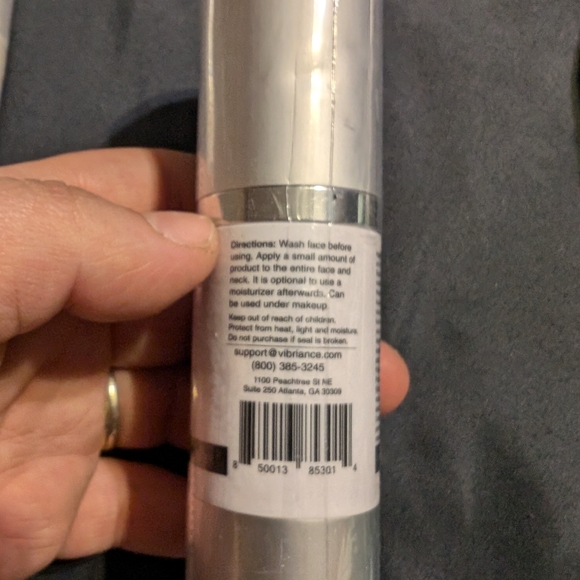 Directions: Wash face before
using. Apply a small amount of
product to the entire face and
neck. It is optional to use a
moisturizer afterwards. Can
be used under makeup.
Keep out of reach of children.
Protect from heat, light and moisture.
Do not purchase if seal is broken.
support@vibriance.com
(800) 385-3245
1100 Peachtree St NE
Suite 250 Atlanta, GA 30309
8 50013 85301 4